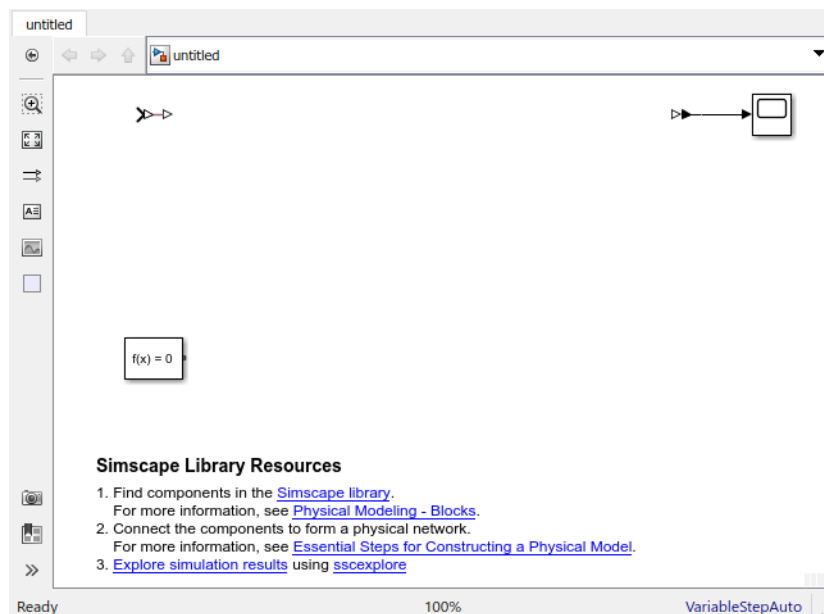 untitled
untitled
f(x) = 0
Simscape Library Resources
1. Find components in the Simscape library.
For more information, see Physical Modeling - Blocks.
2. Connect the components to form a physical network.
For more information, see Essential Steps for Constructing a Physical Model.
3. Explore simulation results using sscexplore
Ready 100% VariableStepAuto